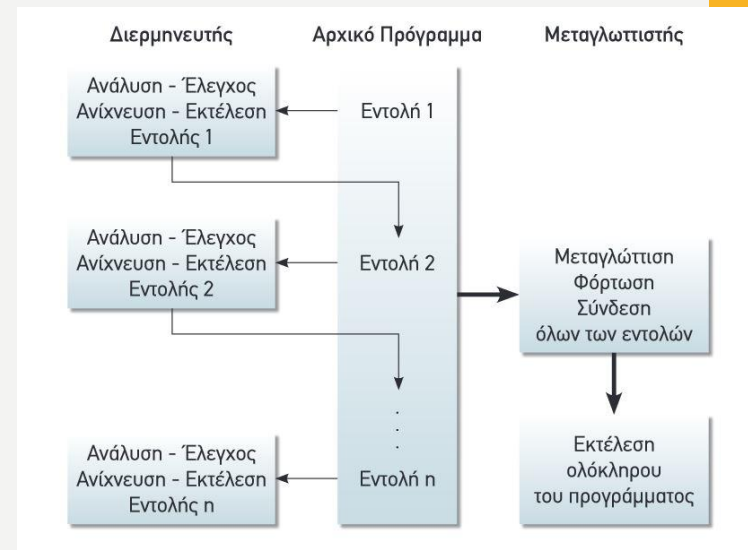 Διερμηνευτής
Αρχικό Πρόγραμμα
Μεταγλωττιστής
Ανάλυση - Έλεγχος
Ανίχνευση - Εκτέλεση
Εντολής 1
Εντολή 1
Ανάλυση - Έλεγχος
Ανίχνευση - Εκτέλεση
Εντολής 2
Εντολή 2
Μεταγλώττιση
Φόρτωση
Σύνδεση
όλων των εντολών
.
.
.
Ανάλυση - Έλεγχος
Ανίχνευση - Εκτέλεση
Εντολής n
Εντολή n
Εκτέλεση
ολόκληρου
του προγράμματος